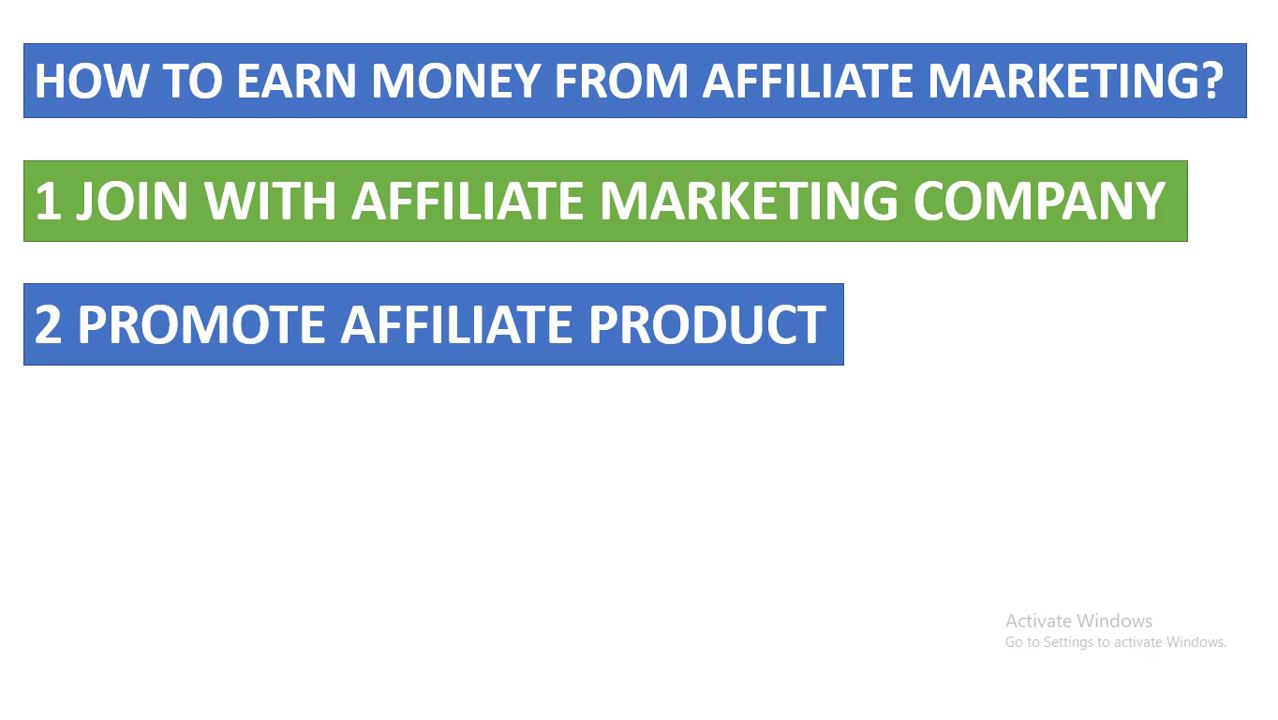 HOW TO EARN MONEY FROM AFFILIATE MARKETING?
1 JOIN WITH AFFILIATE MARKETING COMPANY
2 PROMOTE AFFILIATE PRODUCT
Activate Windows
Go to Settings to activate Windows.